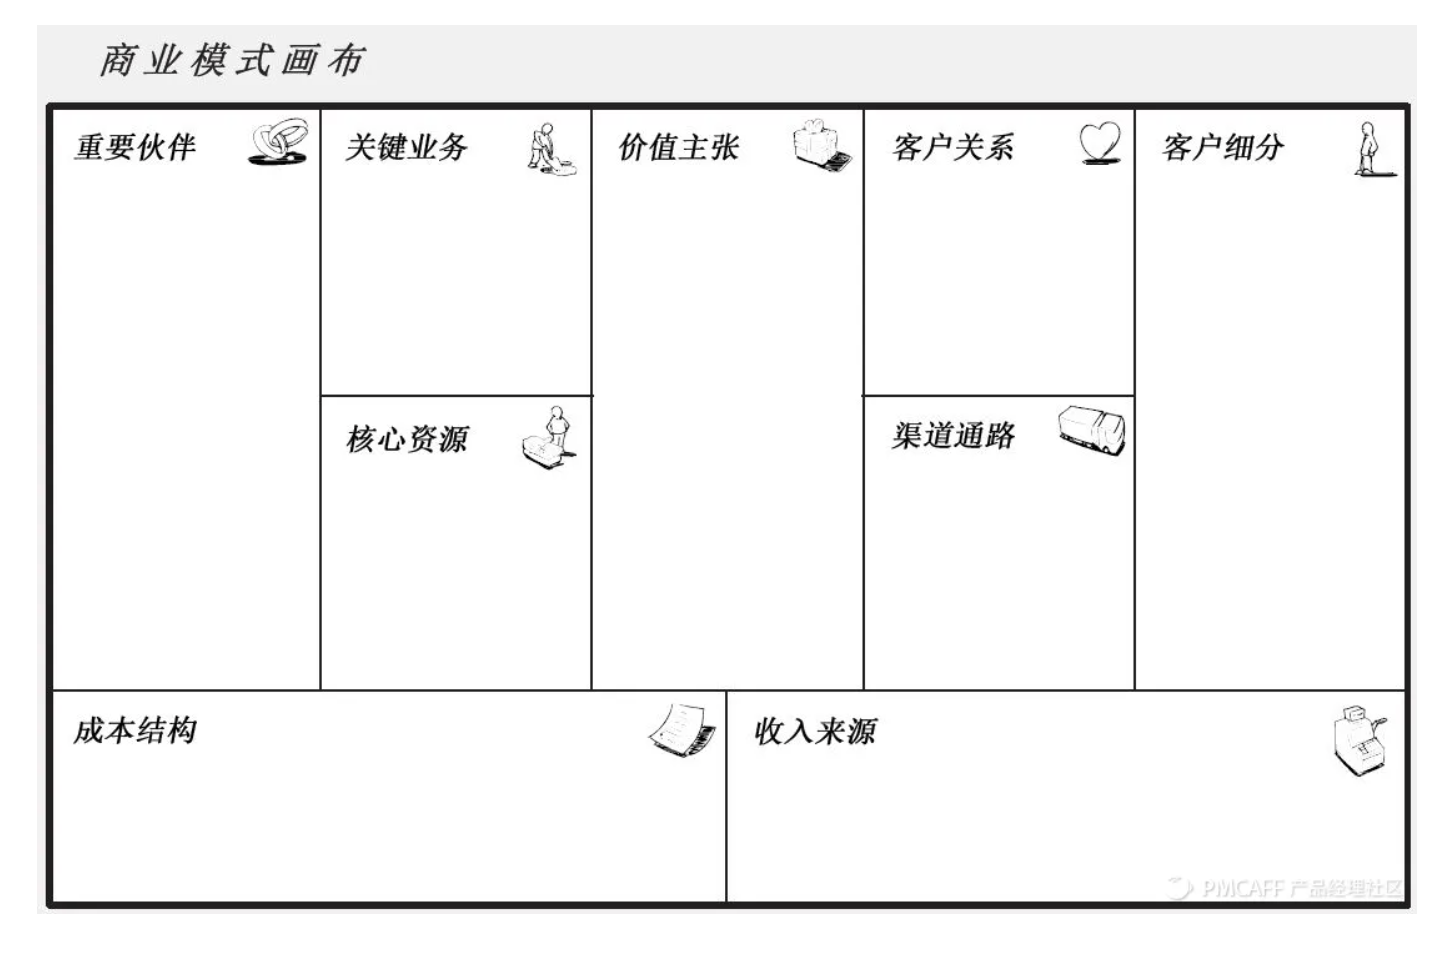 商业模式画布
重要伙伴
关键业务
价值主张
客户关系
客户细分
核心资源
渠道通路
成本结构
收入来源
PMCAFF 产品经理社区